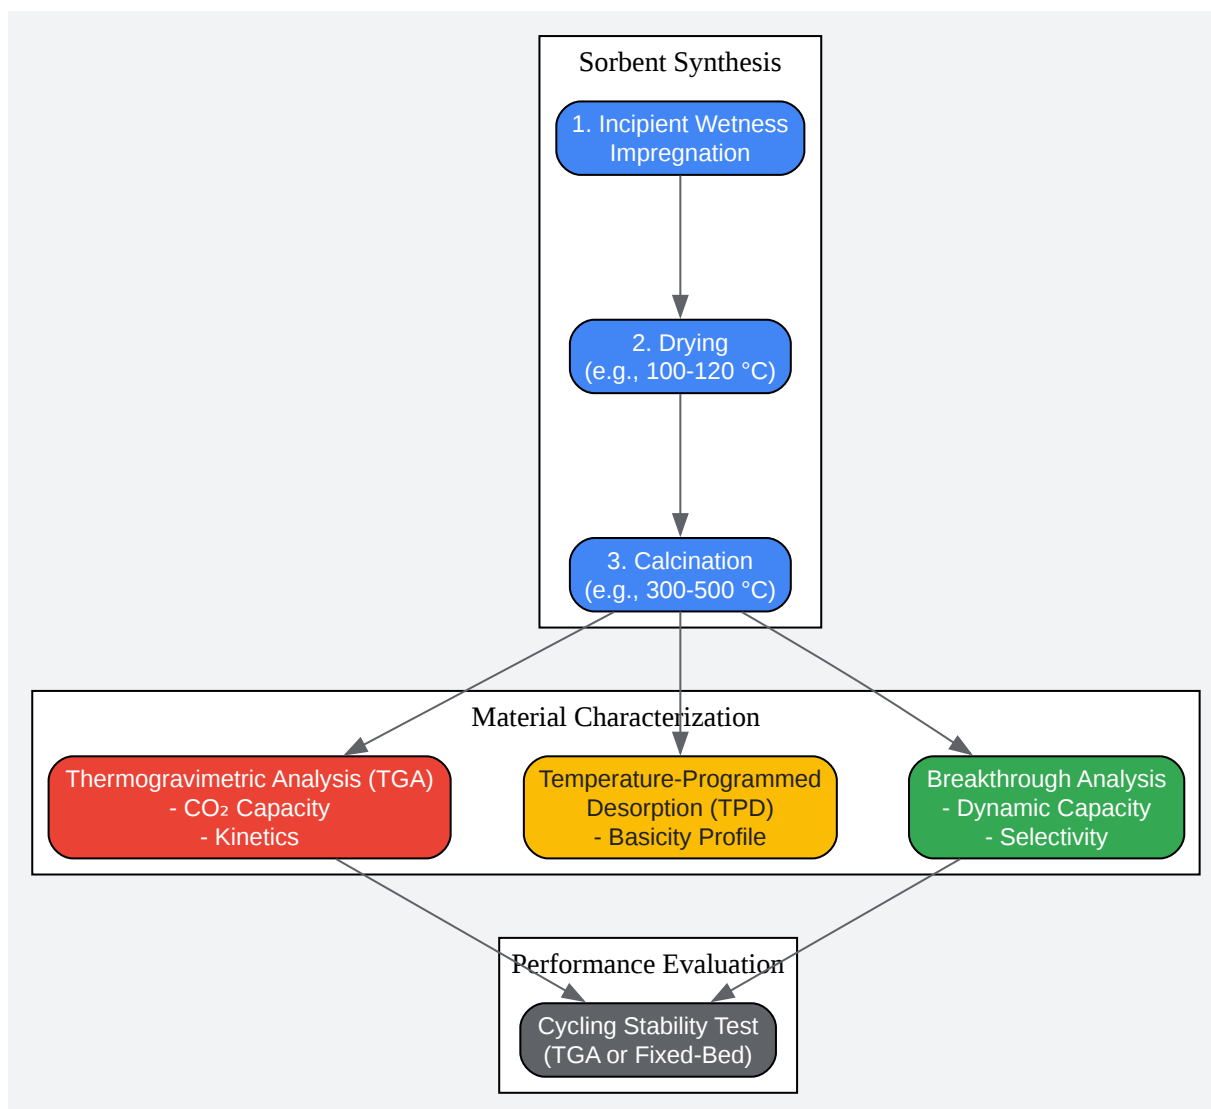 Sorbent Synthesis
1. Incipient Wetness
Impregnation
2. Drying
(e.g., 100-120 °C)
3. Calcination
(e.g., 300-500 °C)
Material Characterization
Thermogravimetric Analysis (TGA)
- CO₂ Capacity
- Kinetics
Temperature-Programmed
Desorption (TPD)
- Basicity Profile
Breakthrough Analysis
- Dynamic Capacity
- Selectivity
Performance Evaluation
Cycling Stability Test
(TGA or Fixed-Bed)